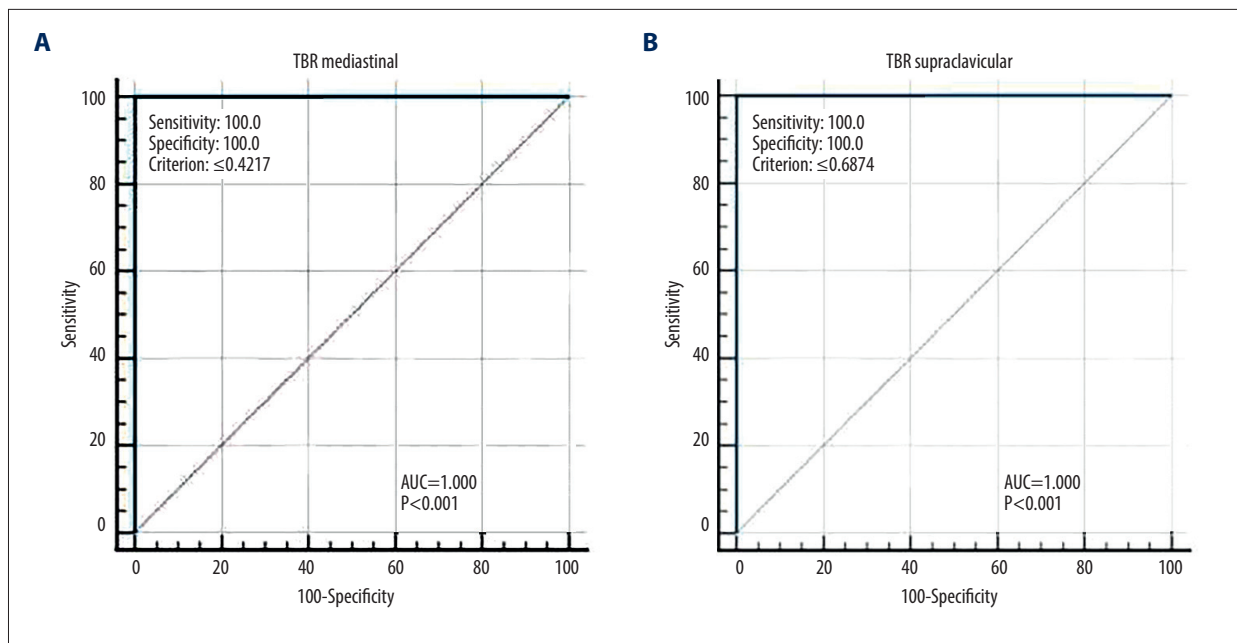 A
TBR mediastinal
100
80
60
40
20
0
Sensitivity
Sensitivity: 100.0
Specificity: 100.0
Criterion: ≤0.4217
AUC=1.000
P<0.001
0 20 40 60 80 100
100-Specificity
B
TBR supraclavicular
100
80
60
40
20
0
Sensitivity
Sensitivity: 100.0
Specificity: 100.0
Criterion: ≤0.6874
AUC=1.000
P<0.001
0 20 40 60 80 100
100-Specificity